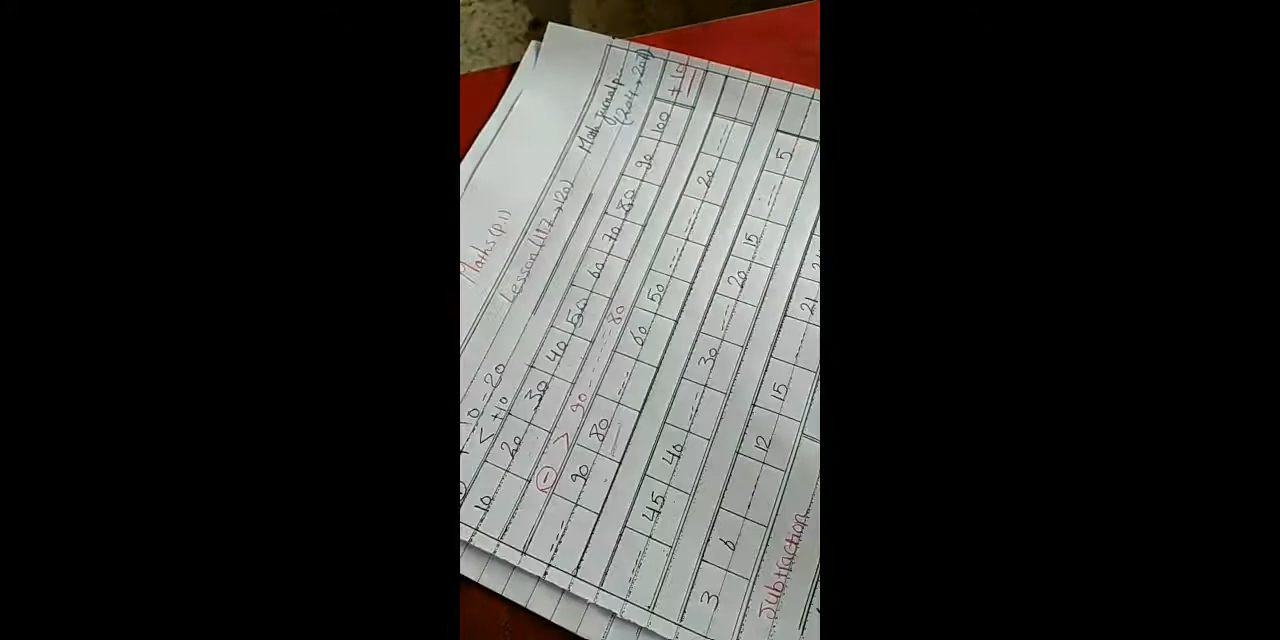 Maths (p.1)
Lesson (117 → 120) Math jurnal p.
10 - 20
+10
10 20 30 40 50 60 70 80 90 100 +10
- > 90 ----- 80
--- 90 80 --- 60 50 --- --- 20 ---
--- 45 40 --- 30 --- 20 15 --- 5
3 6 --- 12 15 --- 21
Subtraction